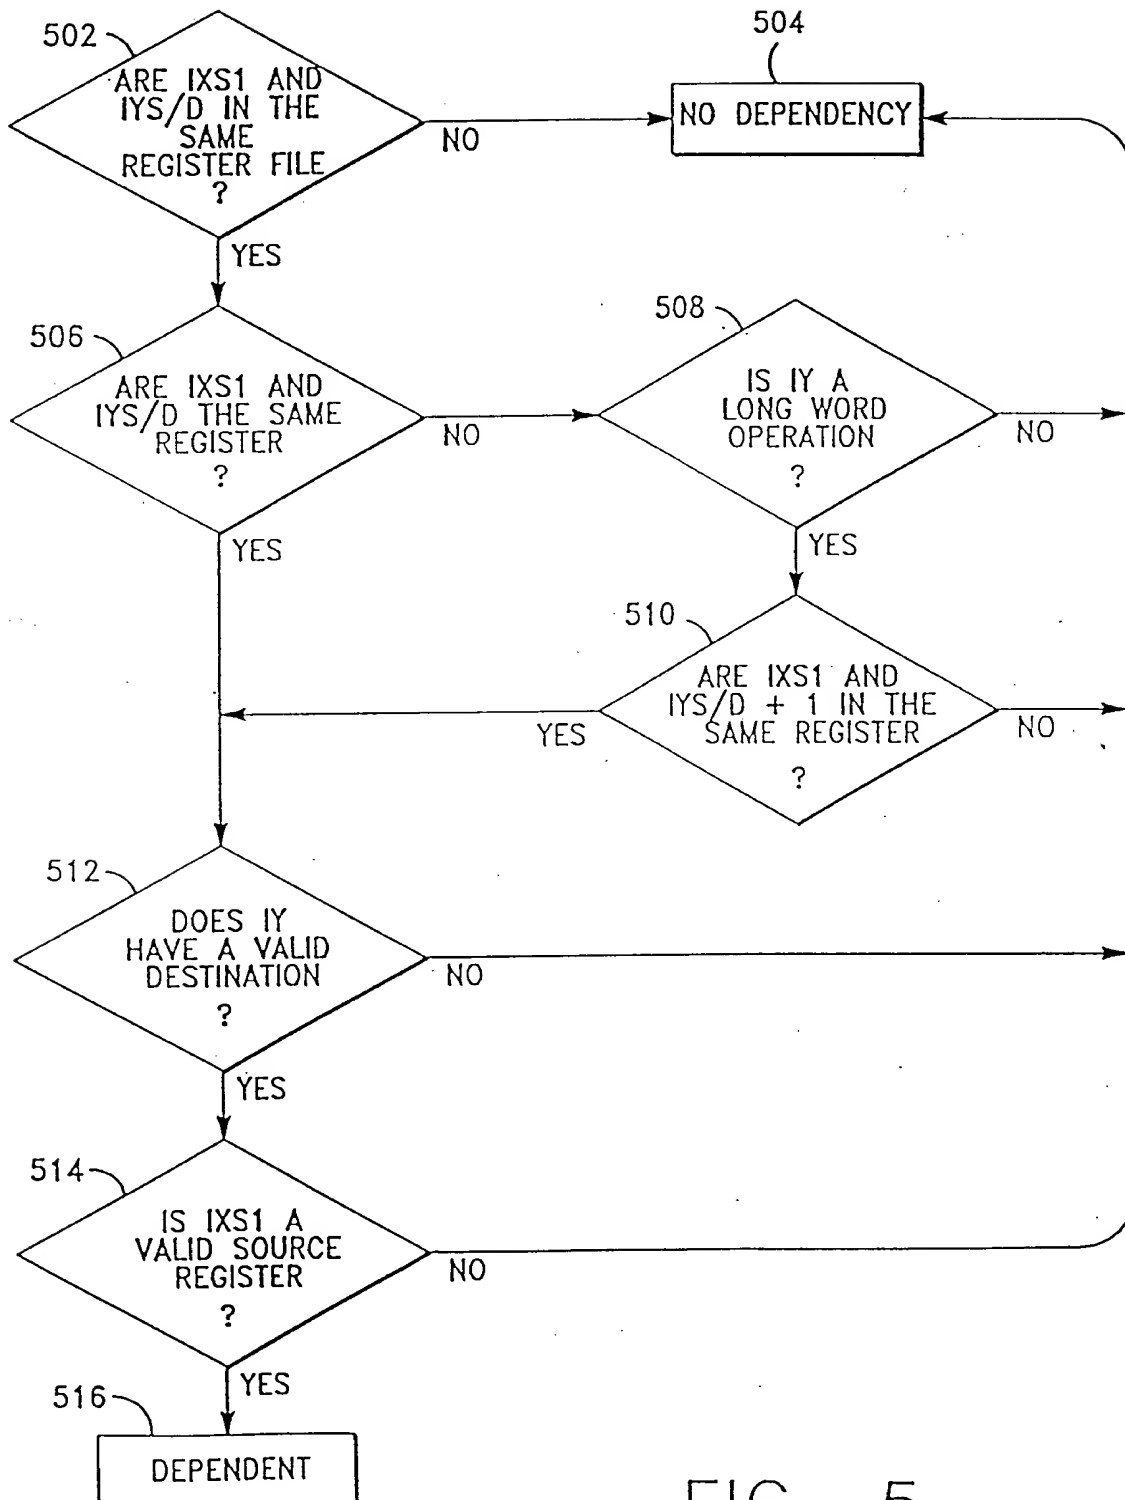 502
ARE IXS1 AND
IYS/D IN THE
SAME
REGISTER FILE
?
NO
YES
504
NO DEPENDENCY
506
ARE IXS1 AND
IYS/D THE SAME
REGISTER
?
NO
YES
508
IS IY A
LONG WORD
OPERATION
?
NO
YES
510
ARE IXS1 AND
IYS/D + 1 IN THE
SAME REGISTER
?
YES
NO
512
DOES IY
HAVE A VALID
DESTINATION
?
NO
YES
514
IS IXS1 A
VALID SOURCE
REGISTER
?
NO
YES
516
DEPENDENT
FIG. 5